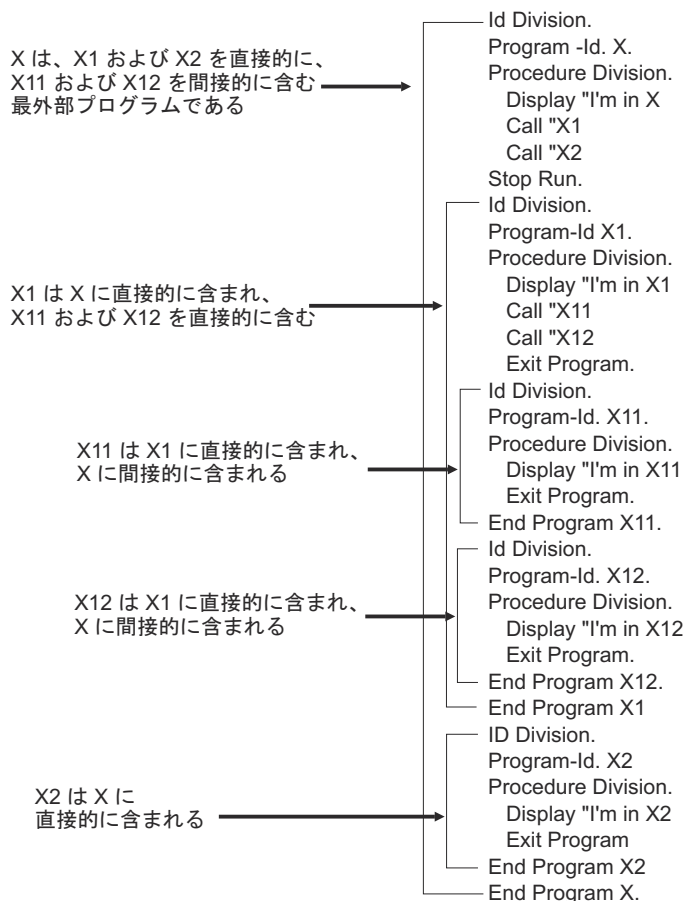 Id Division.
Program -Id. X.
Procedure Division.
Display "I'm in X
Call "X1
Call "X2
Stop Run.
X は、X1 および X2 を直接的に、
X11 および X12 を間接的に含む
最外部プログラムである
Id Division.
Program-Id X1.
Procedure Division.
Display "I'm in X1
Call "X11
Call "X12
Exit Program.
X1 は X に直接的に含まれ、
X11 および X12 を直接的に含む
Id Division.
Program-Id. X11.
Procedure Division.
Display "I'm in X11
Exit Program.
End Program X11.
X11 は X1 に直接的に含まれ、
X に間接的に含まれる
Id Division.
Program-Id. X12.
Procedure Division.
Display "I'm in X12
Exit Program.
End Program X12.
End Program X1
X12 は X1 に直接的に含まれ、
X に間接的に含まれる
ID Division.
Program-Id. X2
Procedure Division.
Display "I'm in X2
Exit Program
End Program X2
End Program X.
X2 は X に
直接的に含まれる